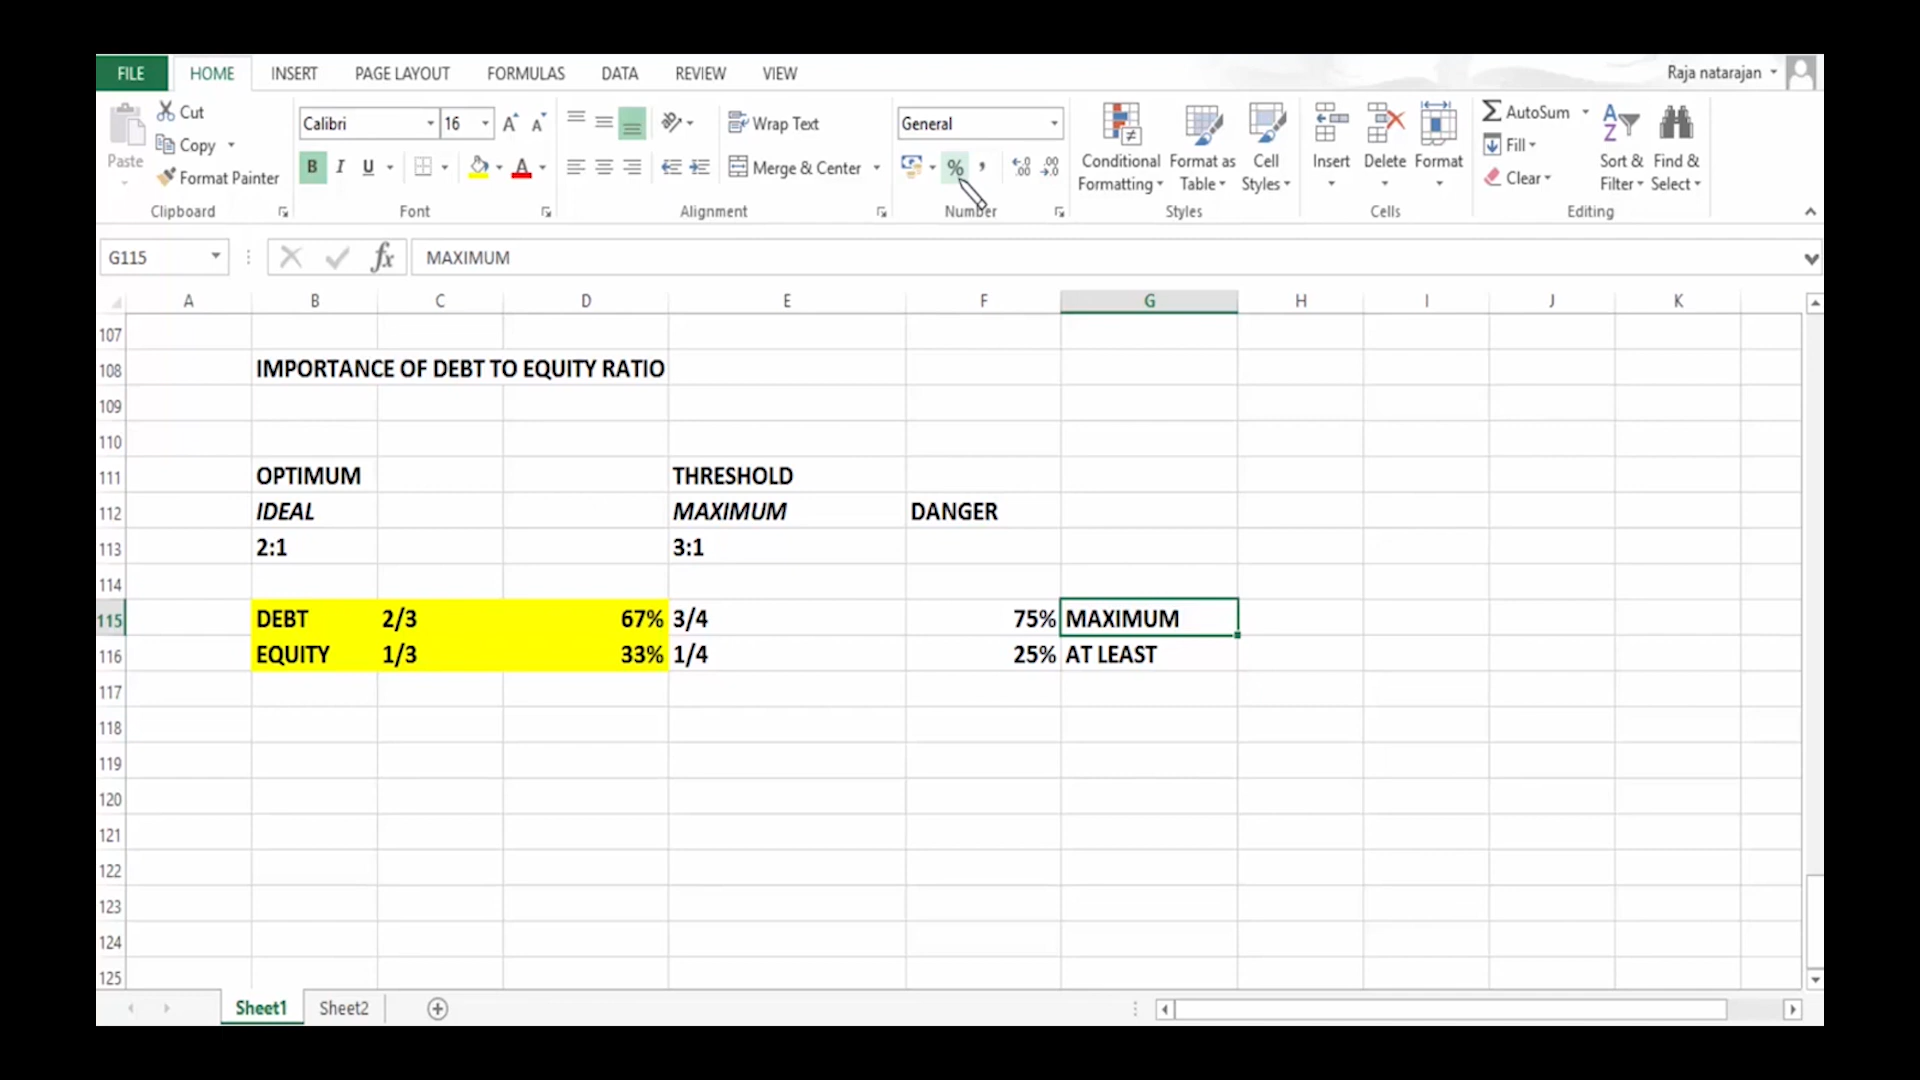 FILE HOME INSERT PAGE LAYOUT FORMULAS DATA REVIEW VIEW Raja natarajan
Paste
Cut
Copy
Format Painter
Clipboard
Calibri 16 A A
B I U A
Font
Wrap Text
Merge & Center
Alignment
General
% , .0 .00
Number
Conditional Formatting
Format as Table
Cell Styles
Styles
Insert Delete Format
Cells
AutoSum
Fill
Clear
Sort & Filter
Find & Select
Editing
G115 fx MAXIMUM
A B C D E F G H I J K
107
108 IMPORTANCE OF DEBT TO EQUITY RATIO
109
110
111 OPTIMUM THRESHOLD
112 IDEAL MAXIMUM DANGER
113 2:1 3:1
114
115 DEBT 2/3 67% 3/4 75% MAXIMUM
116 EQUITY 1/3 33% 1/4 25% AT LEAST
117
118
119
120
121
122
123
124
125
Sheet1 Sheet2